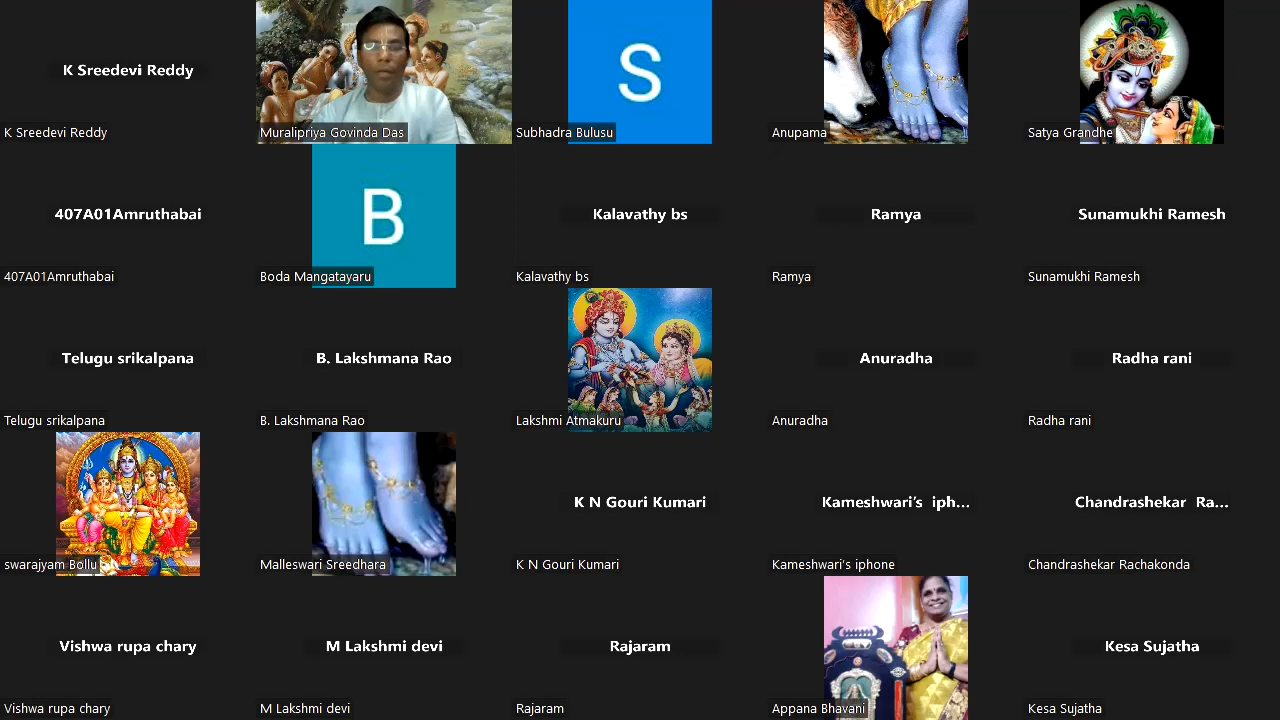 K Sreedevi Reddy
K Sreedevi Reddy
Muralipriya Govinda Das
S
Subhadra Bulusu
Anupama
Satya Grandhe
407A01Amruthabai
407A01Amruthabai
B
Boda Mangatayaru
Kalavathy bs
Kalavathy bs
Ramya
Ramya
Sunamukhi Ramesh
Sunamukhi Ramesh
Telugu srikalpana
Telugu srikalpana
B. Lakshmana Rao
B. Lakshmana Rao
Lakshmi Atmakuru
Anuradha
Anuradha
Radha rani
Radha rani
swarajyam Bollu
Malleswari Sreedhara
K N Gouri Kumari
K N Gouri Kumari
Kameshwari's iph...
Kameshwari's iphone
Chandrashekar Ra...
Chandrashekar Rachakonda
Vishwa rupa chary
Vishwa rupa chary
M Lakshmi devi
M Lakshmi devi
Rajaram
Rajaram
Appana Bhavani
Kesa Sujatha
Kesa Sujatha